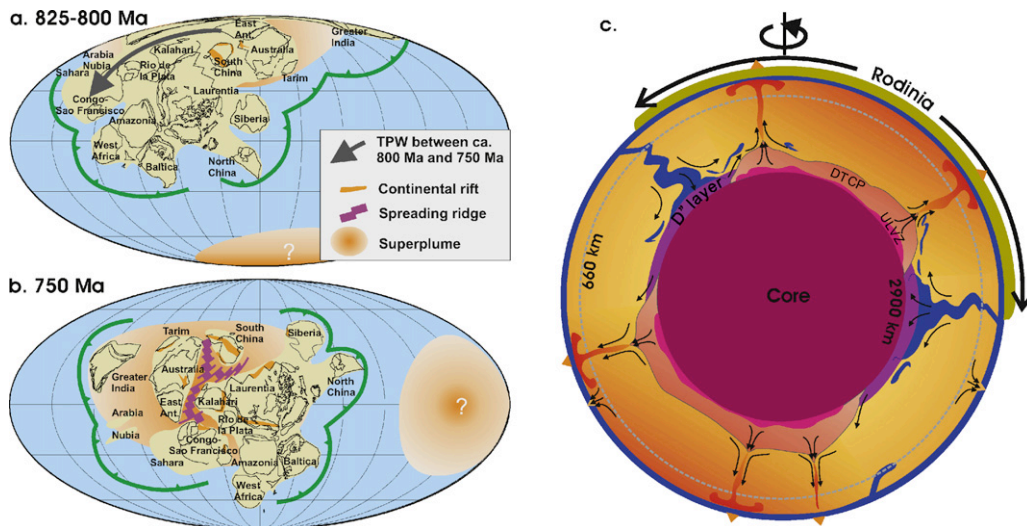 a. 825-800 Ma
East
Ant.
Greater
India
Kalahari
Australia
Arabia
Nubia
Rio de
la Plata
South
China
Sahara
Tarim
Laurentia
Congo-
Sao Francisco
Amazonia
Siberia
West
Africa
Baltica
North
China
TPW between ca.
800 Ma and 750 Ma
Continental rift
Spreading ridge
Superplume
?
b. 750 Ma
Tarim
South
China
Siberia
Australia
Greater
India
Laurentia
North
China
East
Ant.
Kalahari
Arabia
Rio de
la Plata
Nubia
Congo-
Sao Francisco
Sahara
Amazonia
Baltica
West
Africa
?
c.
Rodinia
DTCP
D" layer
ULVZ
660 km
Core
2900 km